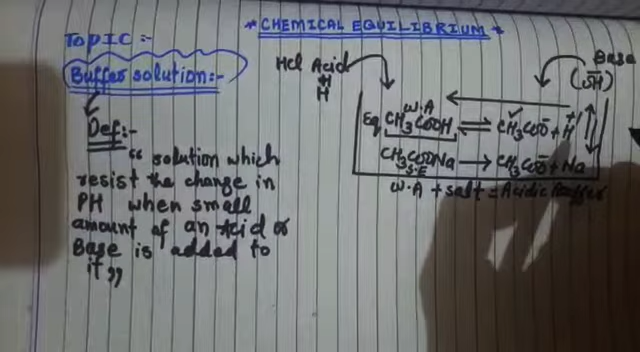 * CHEMICAL EQUILIBRIUM *
Topic:-
Buffer solution:-
Def:-
“ solution which
resist the change in
PH when small
amount of an Acid or
Base is added to
it ”
HCl Acid
H
Base
(OH)
W.A
Eq CH₃COOH ⇌ CH₃COO⁻ + H⁺
CH₃COONa → CH₃COO⁻ + Na
S.E
W.A + salt = Acidic Buffer